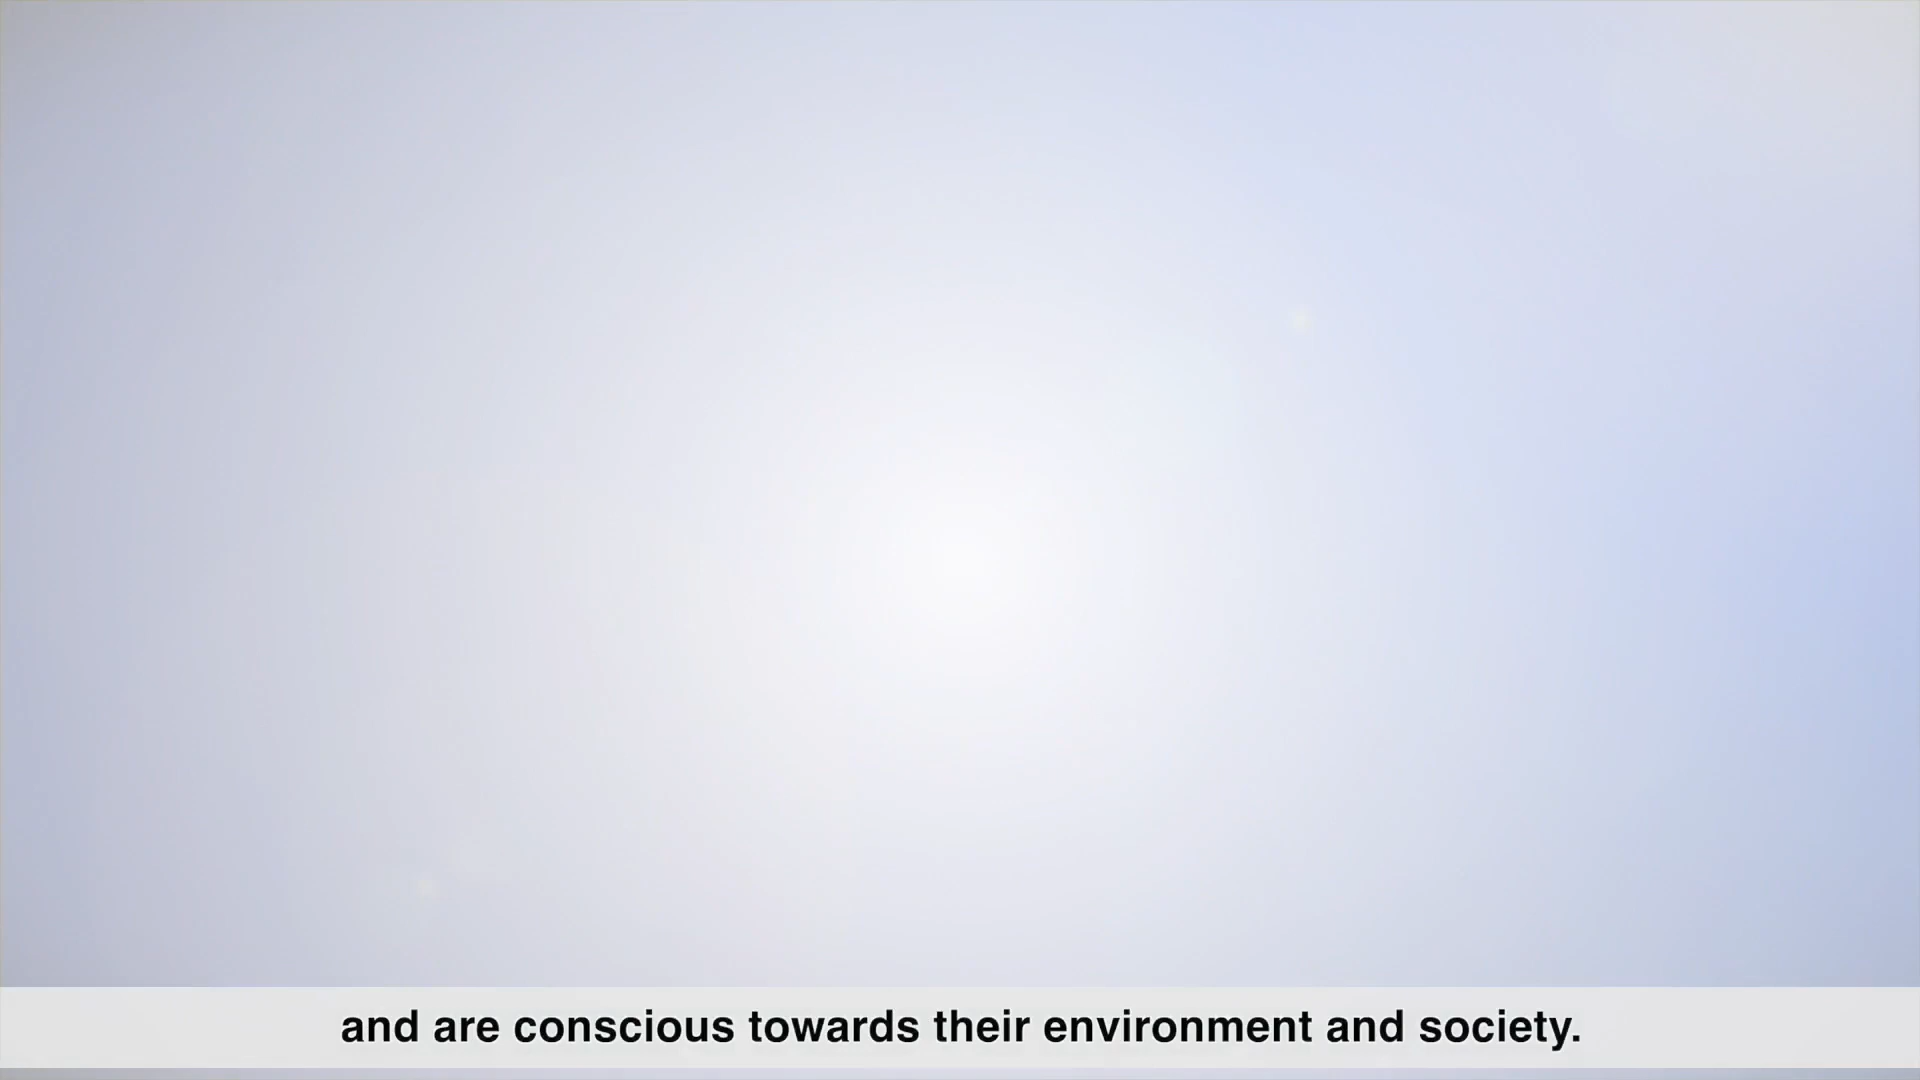 and are conscious towards their environment and society.